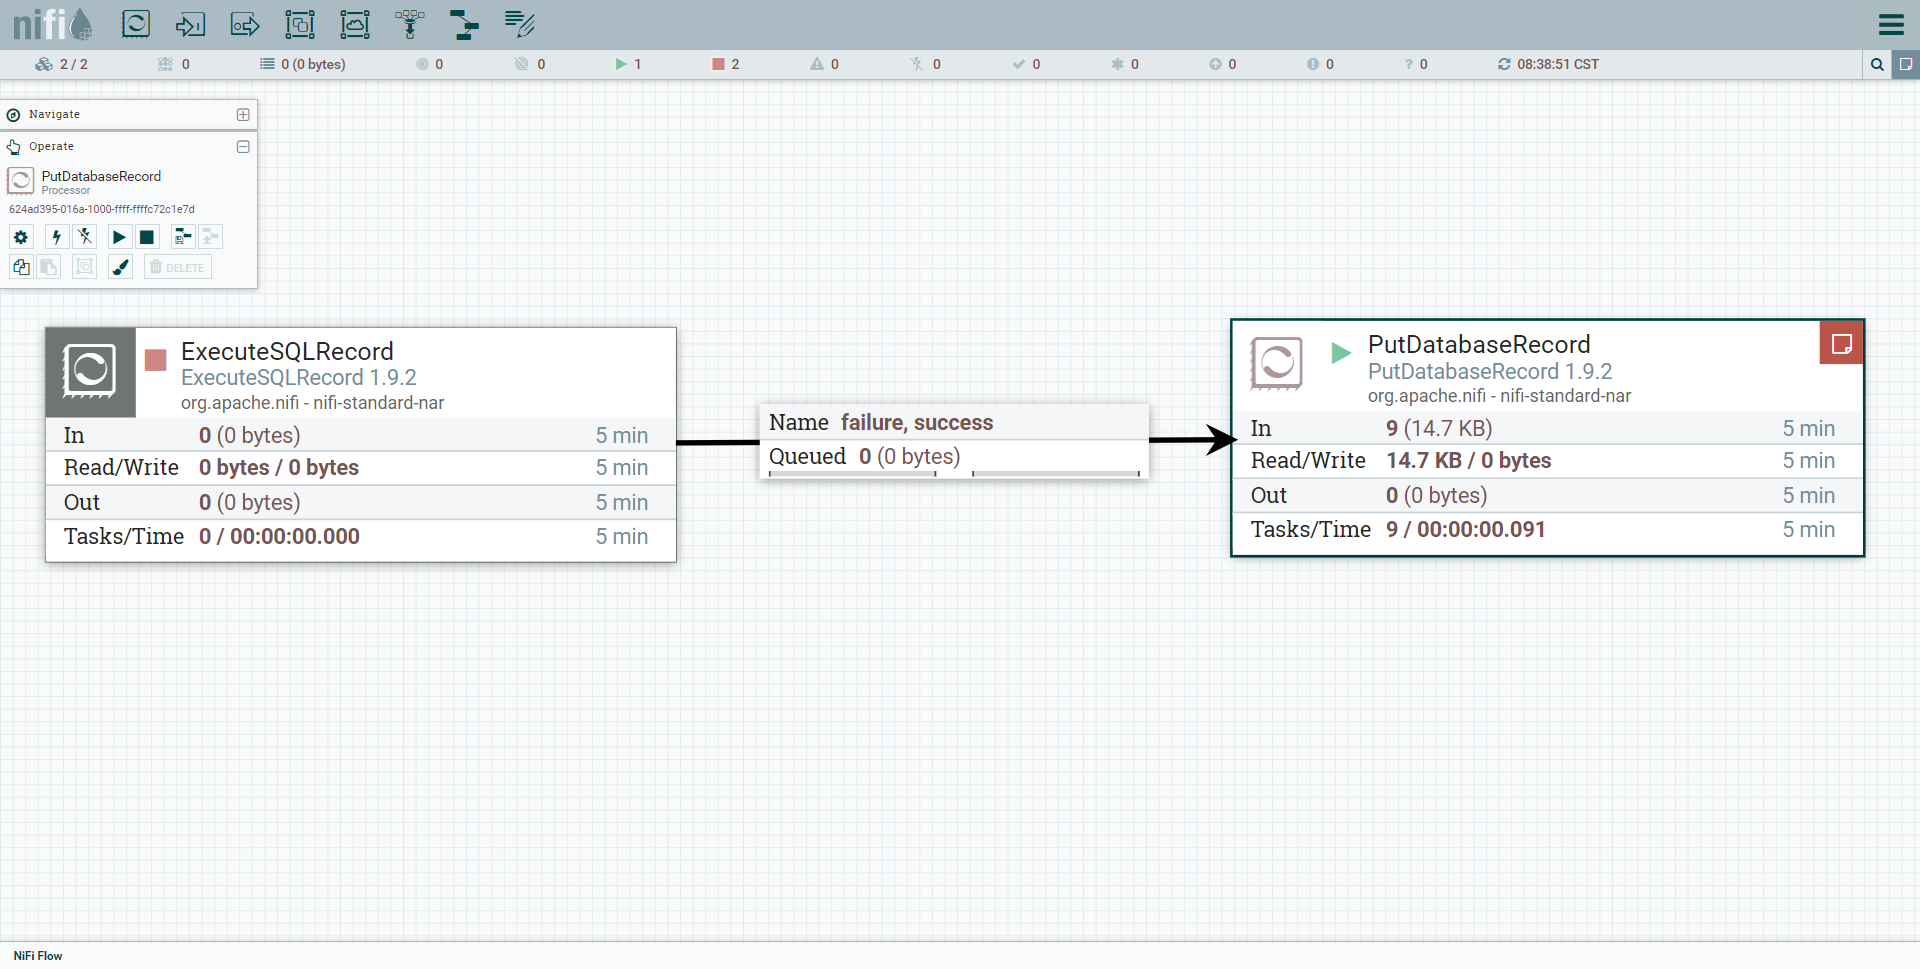 nifi
2 / 2 0 0 (0 bytes) 0 0 1 2 0 0 0 0 0 0 ? 0 08:38:51 CST
Navigate
Operate
PutDatabaseRecord
Processor
624ad395-016a-1000-ffff-ffffc72c1e7d
DELETE
ExecuteSQLRecord
ExecuteSQLRecord 1.9.2
org.apache.nifi - nifi-standard-nar
In 0 (0 bytes) 5 min
Read/Write 0 bytes / 0 bytes 5 min
Out 0 (0 bytes) 5 min
Tasks/Time 0 / 00:00:00.000 5 min
Name failure, success
Queued 0 (0 bytes)
PutDatabaseRecord
PutDatabaseRecord 1.9.2
org.apache.nifi - nifi-standard-nar
In 9 (14.7 KB) 5 min
Read/Write 14.7 KB / 0 bytes 5 min
Out 0 (0 bytes) 5 min
Tasks/Time 9 / 00:00:00.091 5 min
NiFi Flow